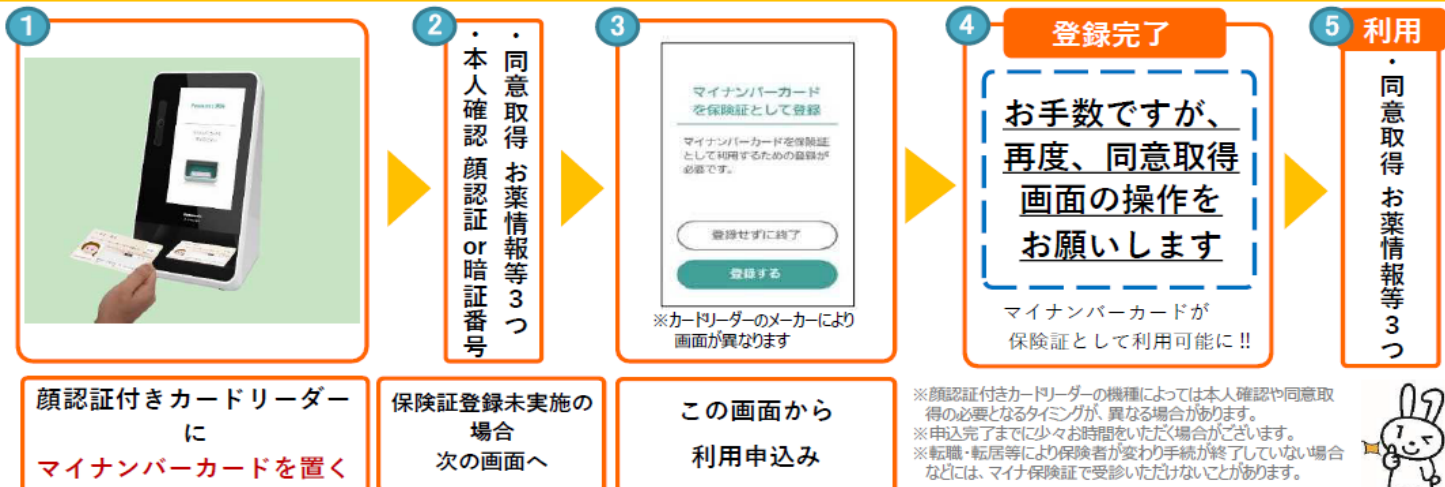 1
2
・同意取得 お薬情報等3つ
・本人確認 顔認証or暗証番号
3
マイナンバーカード
を保険証として登録
マイナンバーカードを保険証
として利用するための登録が
必要です。
登録せずに終了
登録する
※カードリーダーのメーカーにより
画面が異なります
4
登録完了
お手数ですが、
再度、同意取得
画面の操作を
お願いします
マイナンバーカードが
保険証として利用可能に!!
5
利用
・同意取得 お薬情報等3つ
顔認証付きカードリーダー
に
マイナンバーカードを置く
保険証登録未実施の
場合
次の画面へ
この画面から
利用申込み
※顔認証付きカードリーダーの機種によっては本人確認や同意取
得の必要となるタイミングが、異なる場合があります。
※申込完了までに少々お時間をいただく場合がございます。
※転職・転居等により保険者が変わり手続が終了していない場合
などには、マイナ保険証で受診いただけないことがあります。